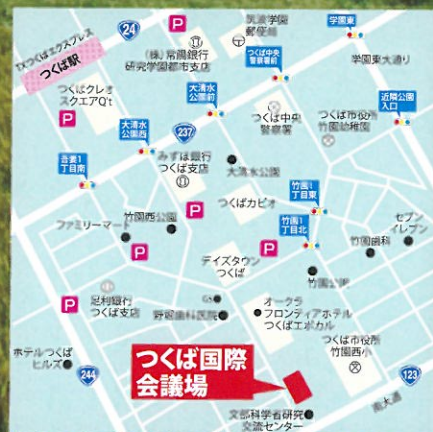 TXつくばエクスプレス
つくば駅
24
P
(株)常陽銀行
研究学園都市支店
筑波学園
郵便局
学園東
つくば中央
警察署前
学園東大通り
つくばクレオ
スクエアQ't
大清水
公園前
近隣公園
入口
P
つくば中央
警察署
つくば市役所
竹園幼稚園
大清水
公園西
237
吾妻1
丁目南
みずほ銀行
つくば支店
大清水公園
竹園1
丁目東
つくばカピオ
P
竹園西公園
ファミリーマート
竹園1
丁目北
セブン
イレブン
P
P
竹園歯科
デイズタウン
つくば
竹園公園
足利銀行
つくば支店
P
GS
野堀歯科医院
オークラ
フロンティアホテル
つくばエポカル
つくば市役所
竹園西小
ホテルつくば
ヒルズ
244
つくば国際
会議場
123
南大通
文部科学省研究
交流センター